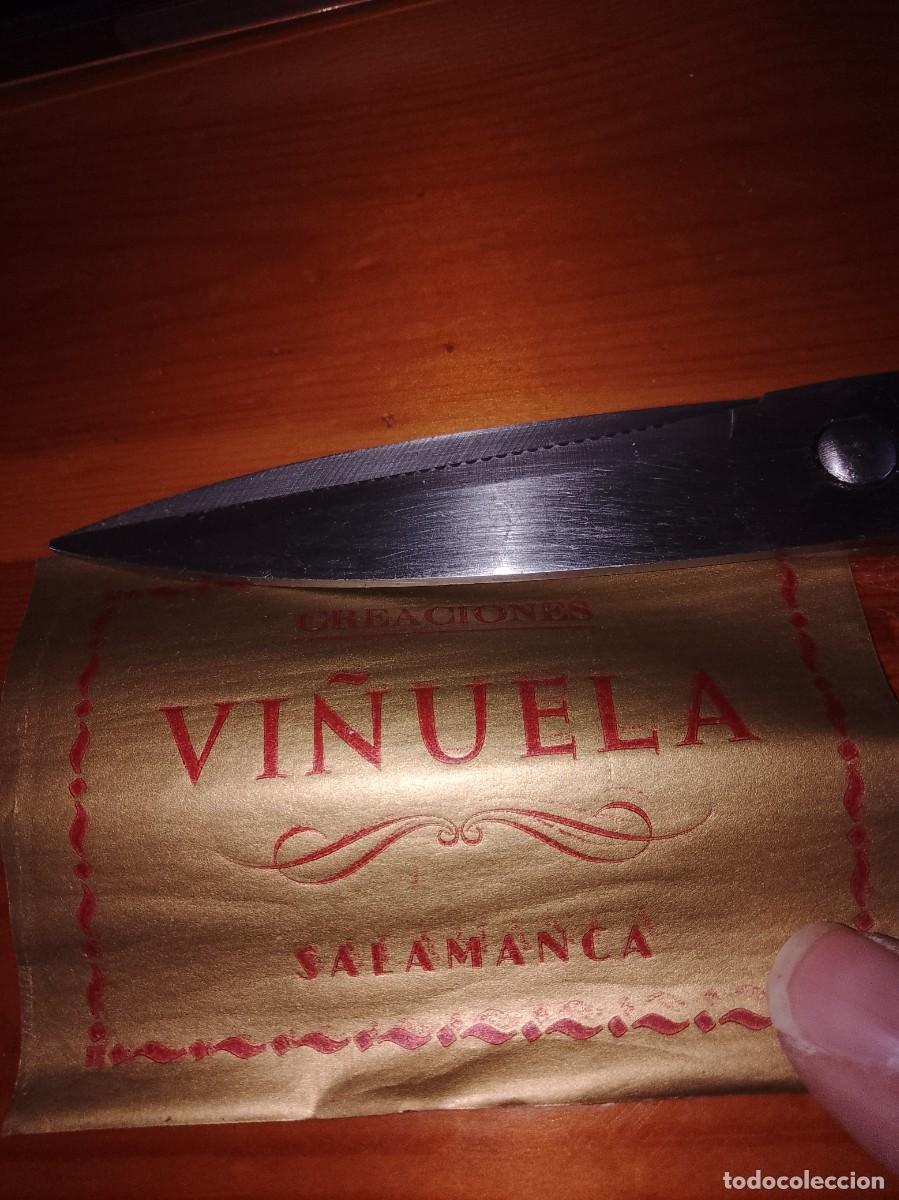 CREACIONES
VIÑUELA
SALAMANCA
todocoleccion